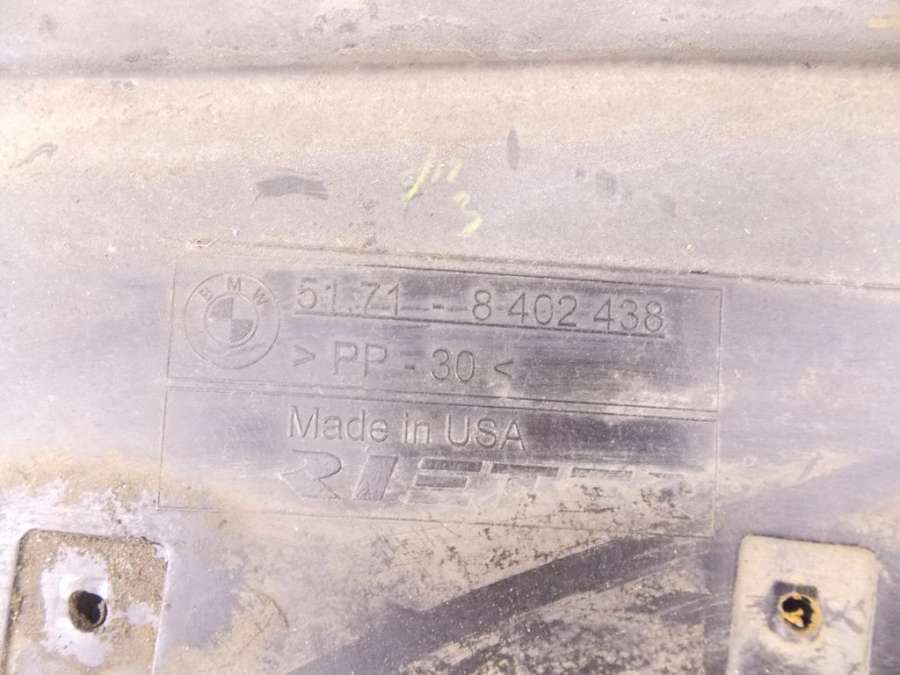 BMW
51.71 - 8 402 438
> PP - 30 <
Made in USA